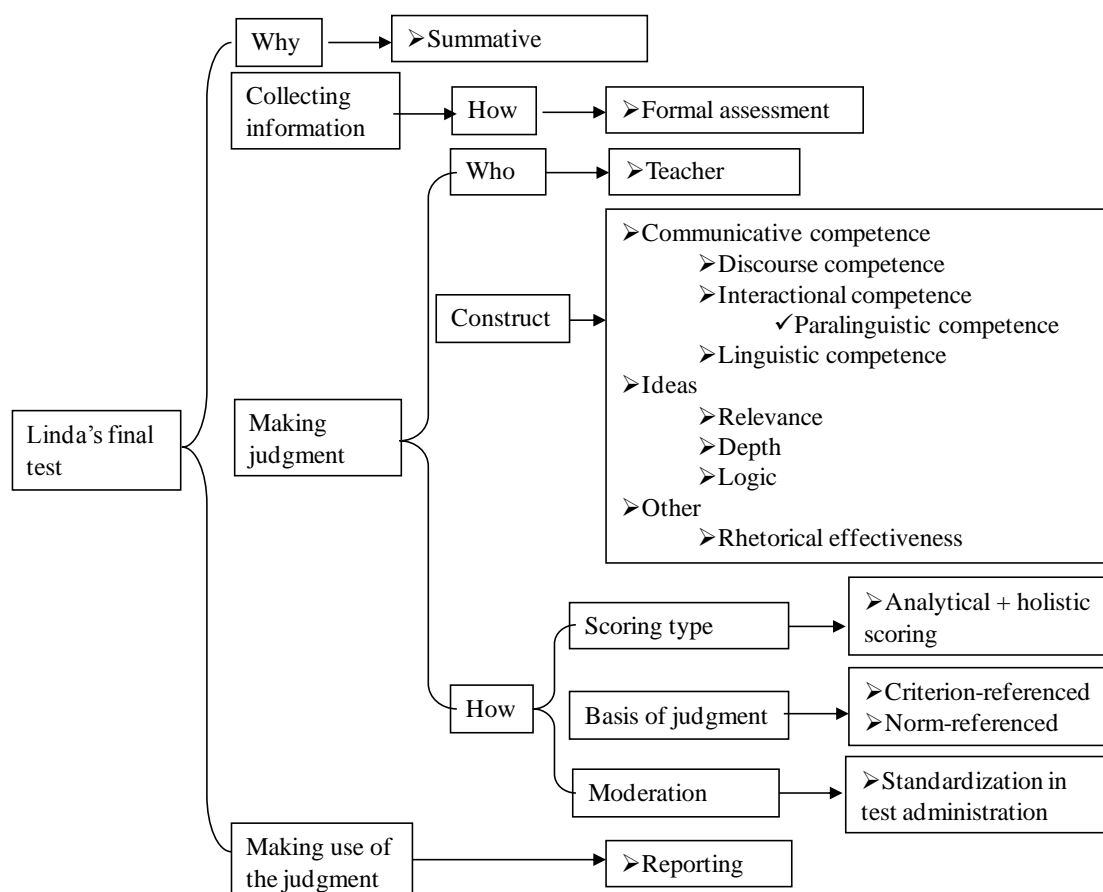 Why
➢Summative
Collecting
information
How
➢Formal assessment
Who
➢Teacher
Construct
➢Communicative competence
➢Discourse competence
➢Interactional competence
✓Paralinguistic competence
➢Linguistic competence
➢Ideas
➢Relevance
➢Depth
➢Logic
➢Other
➢Rhetorical effectiveness
Linda’s final
test
Making
judgment
How
Scoring type
➢Analytical + holistic
scoring
Basis of judgment
➢Criterion-referenced
➢Norm-referenced
Moderation
➢Standardization in
test administration
Making use of
the judgment
➢Reporting